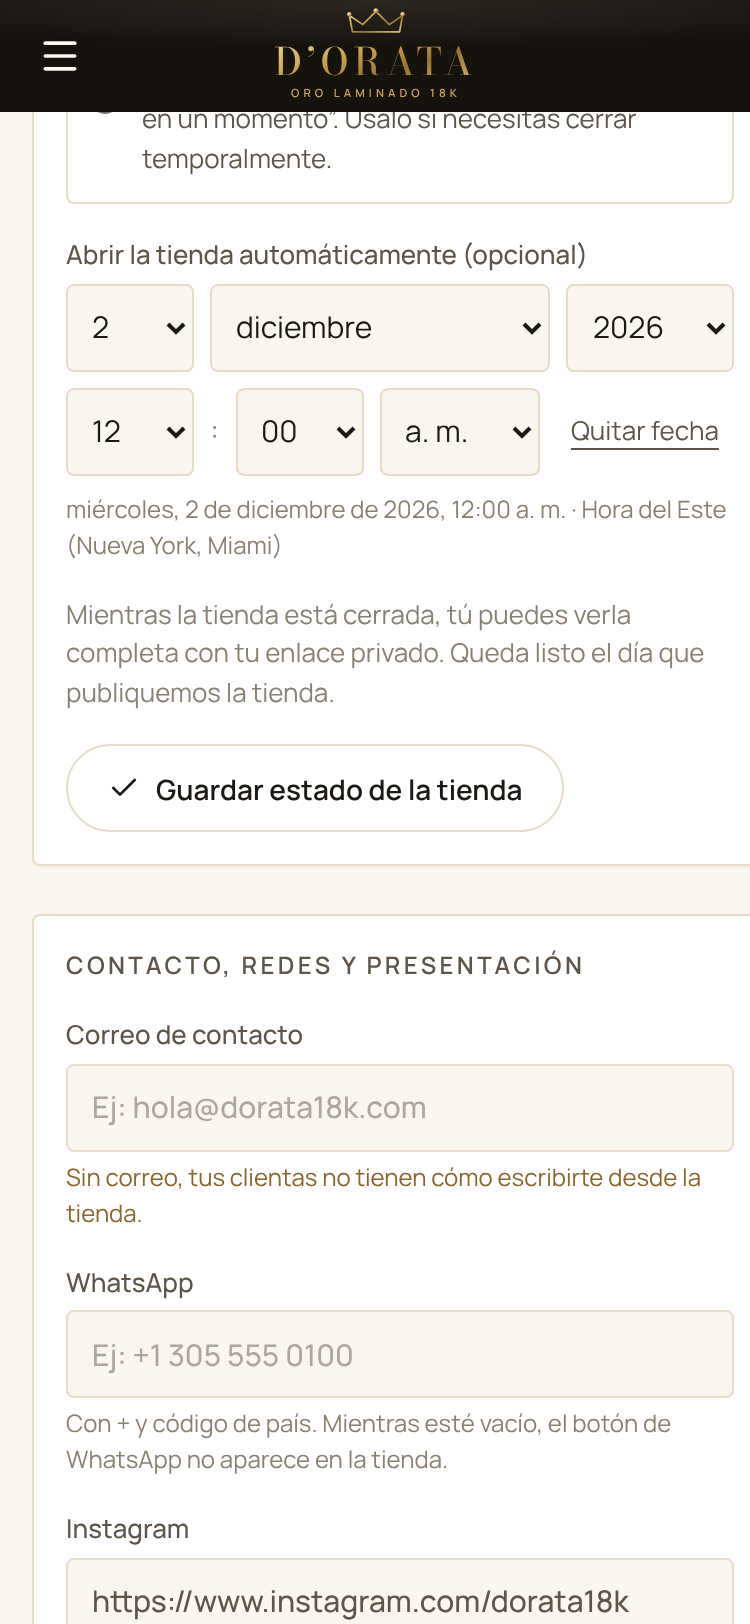 D'ORATA
ORO LAMINADO 18K
en un momento". Úsalo si necesitas cerrar
temporalmente.
Abrir la tienda automáticamente (opcional)
2 diciembre 2026
12 : 00 a. m. Quitar fecha
miércoles, 2 de diciembre de 2026, 12:00 a. m. · Hora del Este
(Nueva York, Miami)
Mientras la tienda está cerrada, tú puedes verla
completa con tu enlace privado. Queda listo el día que
publiquemos la tienda.
Guardar estado de la tienda
CONTACTO, REDES Y PRESENTACIÓN
Correo de contacto
Ej: hola@dorata18k.com
Sin correo, tus clientas no tienen cómo escribirte desde la
tienda.
WhatsApp
Ej: +1 305 555 0100
Con + y código de país. Mientras esté vacío, el botón de
WhatsApp no aparece en la tienda.
Instagram
https://www.instagram.com/dorata18k